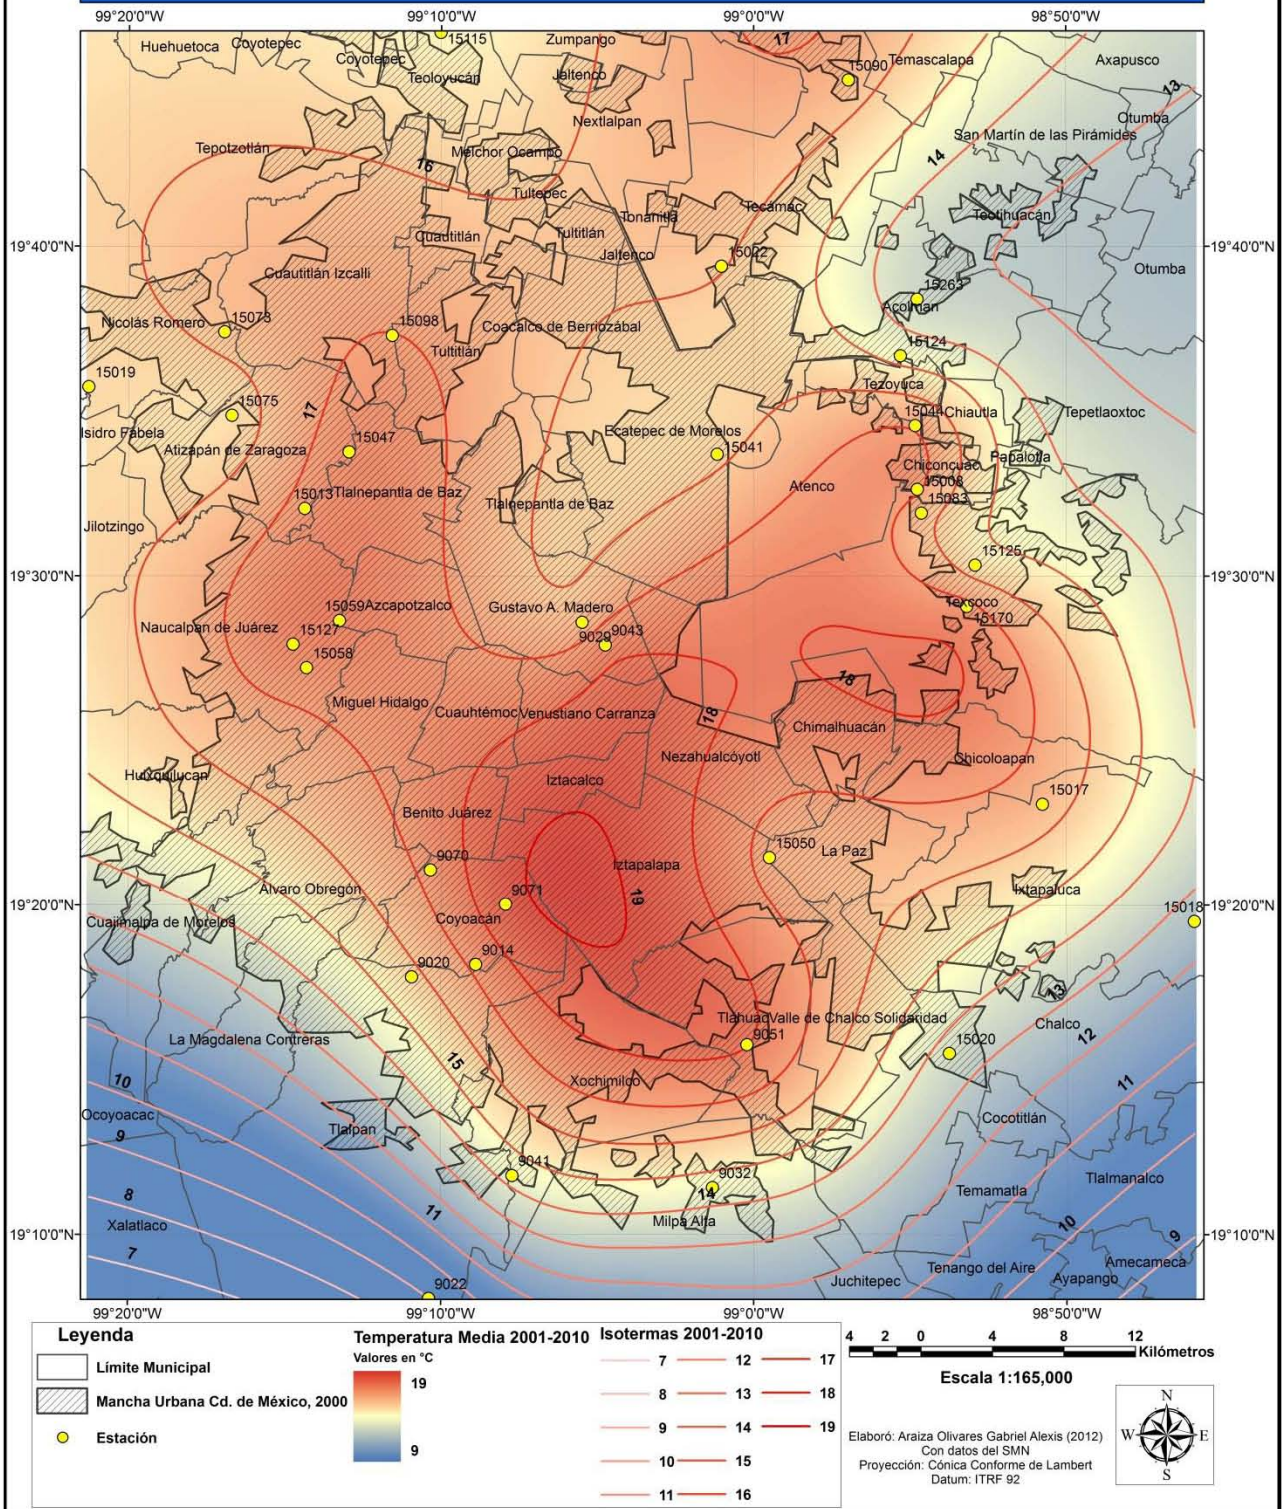 99°20'0"W
99°10'0"W
99°0'0"W
98°50'0"W
Huehuetoca
Coyotepec
15115
Zumpango
17
Axapusco
Coyotepec
Teoloyucán
Jaltenco
15090
Temascalapa
13
Nextlalpan
Otumba
San Martín de las Pirámides
Tepotzotlán
16
Melchor Ocampo
14
Tultepec
Tonanitla
Tecámac
Teotihuacán
Cuautitlán
Tultitlán
19°40'0"N
Jaltenco
15022
19°40'0"N
Cuautitlán Izcalli
Otumba
15263
Acolman
Nicolás Romero
15073
15098
Coacalco de Berriozábal
Tultitlán
15124
15019
Tezoyuca
15075
17
15044
Chiautla
Tepetlaoxtoc
Isidro Fabela
Atizapán de Zaragoza
15047
Ecatepec de Morelos
15041
Papalotla
Chiconcuac
15013
Tlalnepantla de Baz
Tlalnepantla de Baz
Atenco
15008
15083
Jilotzingo
15125
19°30'0"N
19°30'0"N
15059
Azcapotzalco
Gustavo A. Madero
Texcoco
15170
Naucalpan de Juárez
15127
9029
9043
15058
18
Miguel Hidalgo
Cuauhtémoc
Venustiano Carranza
18
Chimalhuacán
Nezahualcóyotl
Chicoloapan
Huixquilucan
Iztacalco
15017
Benito Juárez
15050
La Paz
9070
Iztapalapa
Álvaro Obregón
9071
19
Ixtapaluca
19°20'0"N
Coyoacán
15018
19°20'0"N
Cuajimalpa de Morelos
9014
9020
13
Tláhuac
Valle de Chalco Solidaridad
Chalco
La Magdalena Contreras
9051
15020
12
15
Xochimilco
11
10
Ocoyoacac
Tlalpan
Cocotitlán
9
9041
9032
Tlalmanalco
8
14
Temamatla
Xalatlaco
11
Milpa Alta
10
19°10'0"N
7
9
19°10'0"N
Amecameca
Tenango del Aire
Juchitepec
Ayapango
9022
99°20'0"W
99°10'0"W
99°0'0"W
98°50'0"W
Leyenda
Límite Municipal
Mancha Urbana Cd. de México, 2000
Estación
Temperatura Media 2001-2010
Valores en °C
19
9
Isotermas 2001-2010
7
12
17
8
13
18
9
14
19
10
15
11
16
4 2 0 4 8 12
Kilómetros
Escala 1:165,000
Elaboró: Araiza Olivares Gabriel Alexis (2012)
Con datos del SMN
Proyección: Cónica Conforme de Lambert
Datum: ITRF 92
N
W
E
S